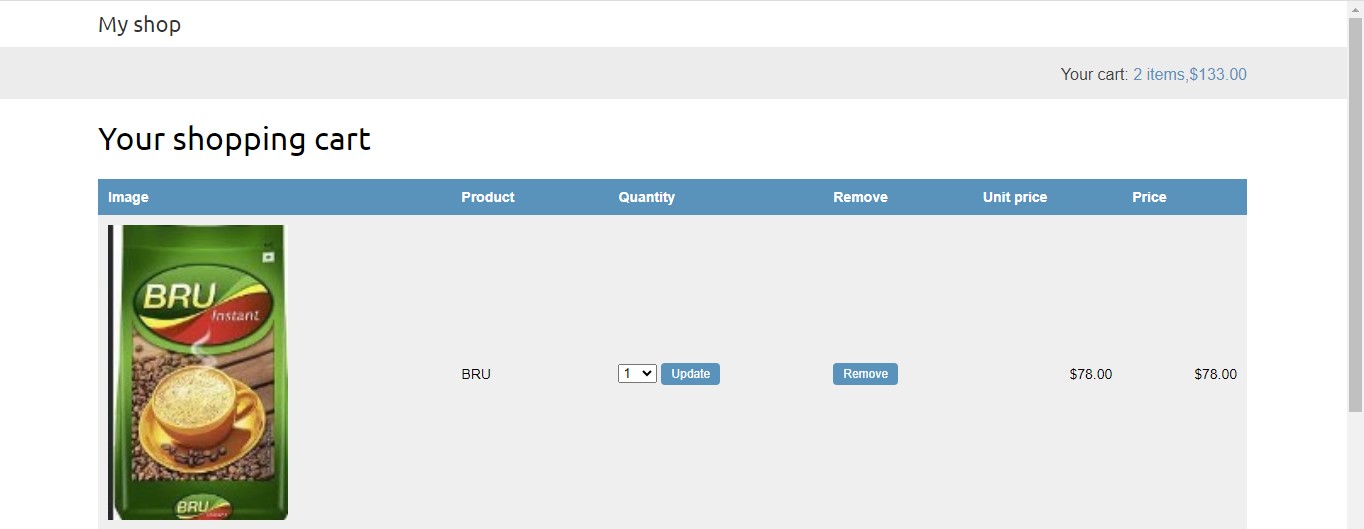 My shop
Your cart: 2 items,$133.00
Your shopping cart
Image Product Quantity Remove Unit price Price
BRU
Instant
BRU 1 Update Remove $78.00 $78.00
BRU